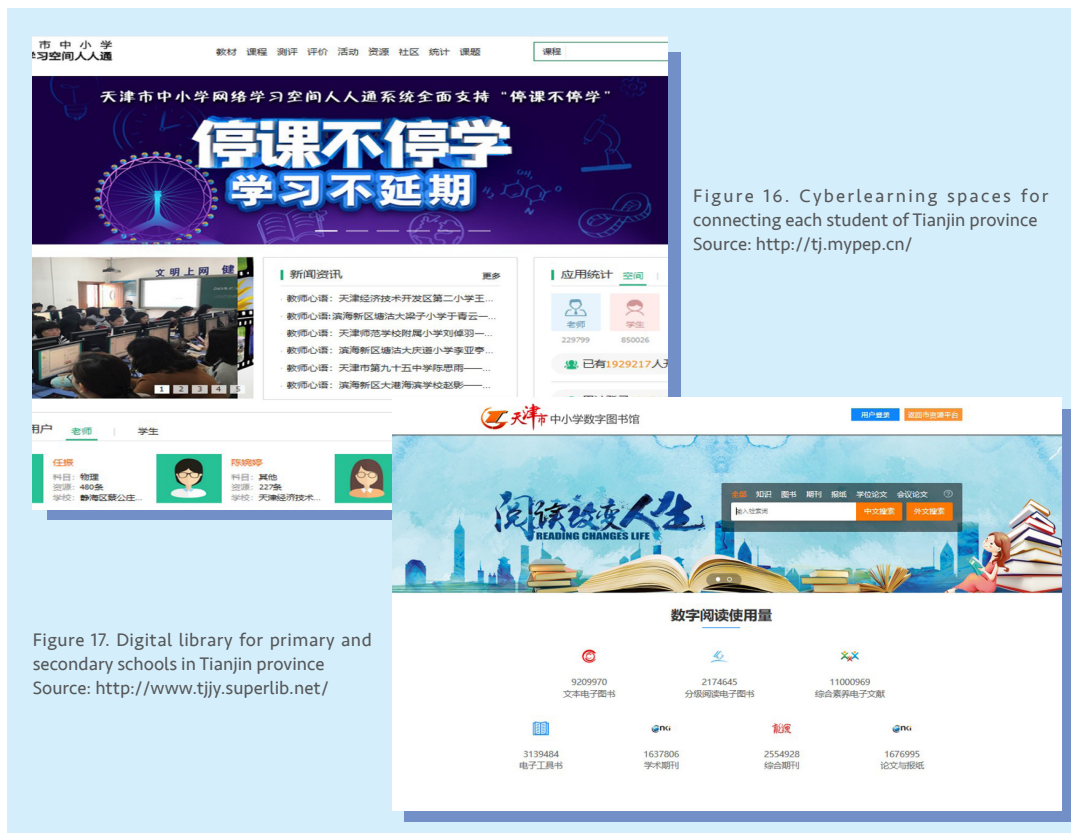 市中小学
学习空间人人通
教材 课程 测评 评价 活动 资源 社区 统计 课题
课程
天津市中小学网络学习空间人人通系统全面支持“停课不停学”
停课不停学
学习不延期
文明上网 健
1 2 3 4 5
新闻资讯 更多
教师心语：天津经济技术开发区第二小学王...
教师心语:滨海新区塘沽大梁子小学于青云一...
教师心语：天津师范学校附属小学刘倬羽一...
教师心语：滨海新区塘沽大庆道小学李亚亭...
教师心语：天津市第九十五中学陈思雨——...
教师心语：滨海新区大港海滨学校赵影——...
应用统计 空间
老师 学生
229799 850026
已有1929217人开
用户 老师 学生
任振
科目：物理
资源：480条
学校：静海区蔡公庄...
陈婉婷
科目：其他
资源：227条
学校：天津经济技术...
Figure 16. Cyberlearning spaces for
connecting each student of Tianjin province
Source: http://tj.mypep.cn/
天津市中小学数字图书馆
用户登录 返回市资源平台
阅读改变人生
READING CHANGES LIFE
全部 知识 图书 期刊 报纸 学位论文 会议论文
输入检索词 中文搜索 外文搜索
数字阅读使用量
9209970 2174645 11000969
文本电子图书 分级阅读电子图书 综合素养电子文献
3139484 1637806 2554928 1676995
电子工具书 学术期刊 综合期刊 论文与报纸
Figure 17. Digital library for primary and
secondary schools in Tianjin province
Source: http://www.tjjy.superlib.net/